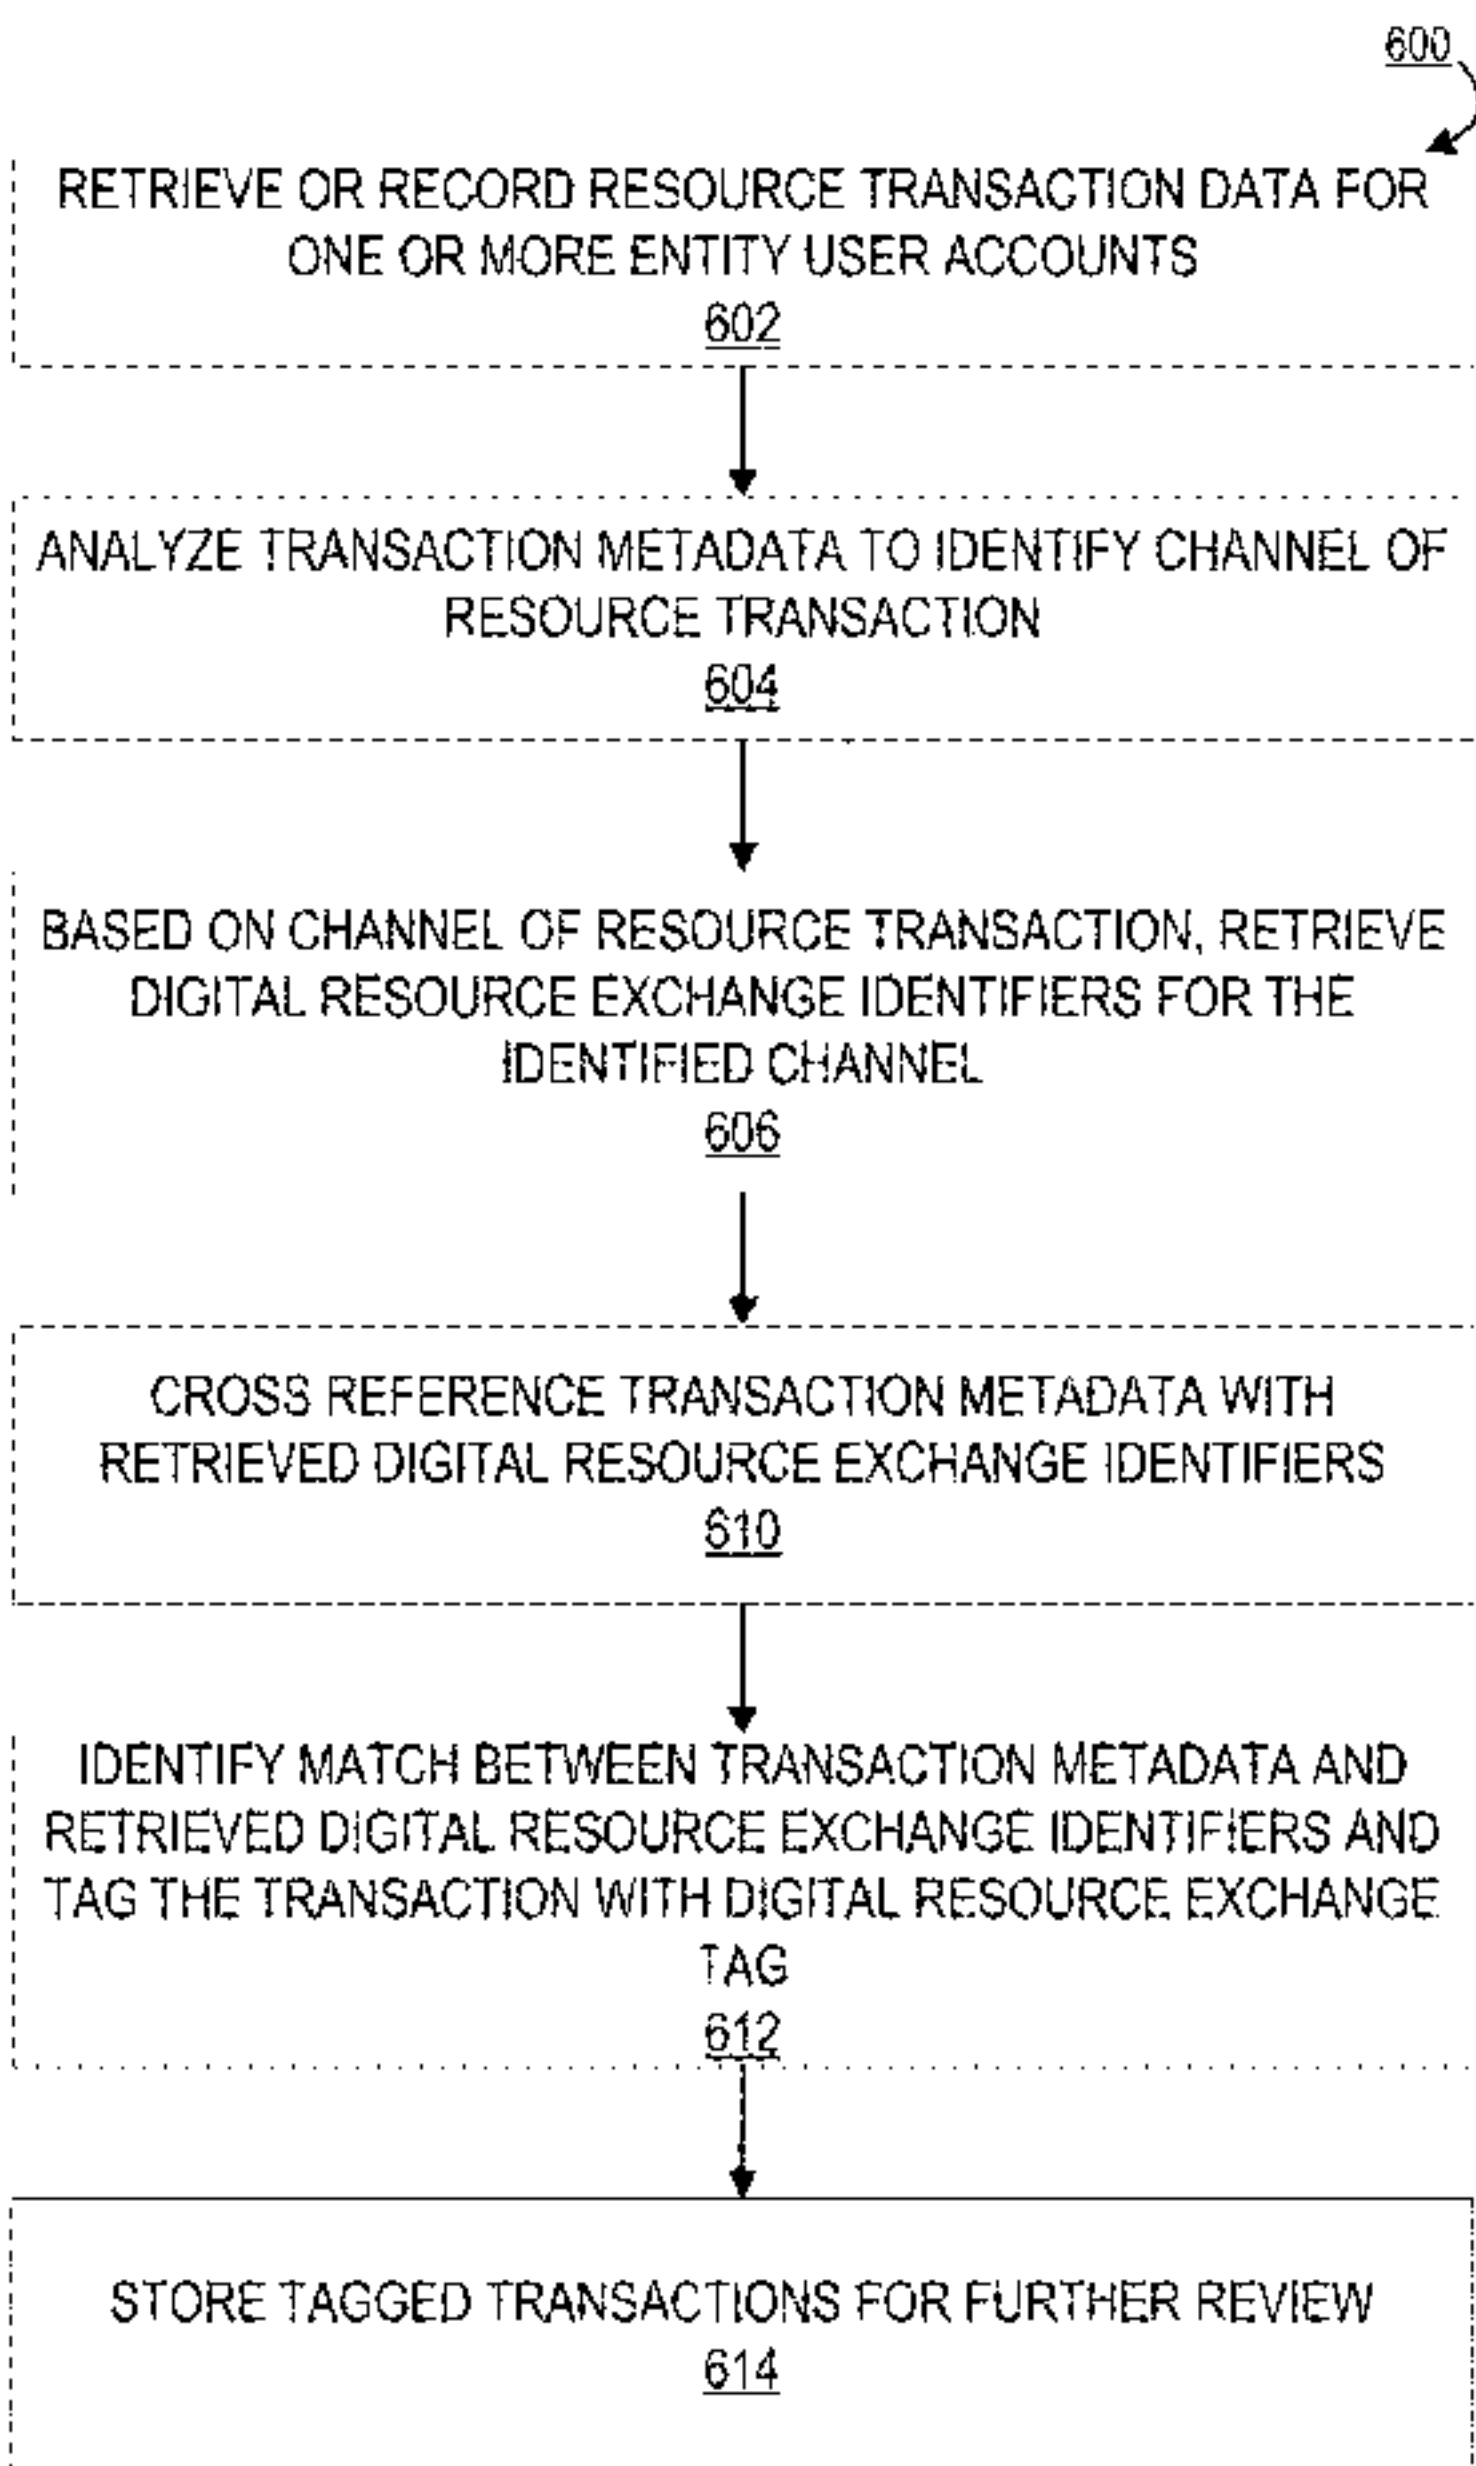 600
RETRIEVE OR RECORD RESOURCE TRANSACTION DATA FOR
ONE OR MORE ENTITY USER ACCOUNTS
602
ANALYZE TRANSACTION METADATA TO IDENTIFY CHANNEL OF
RESOURCE TRANSACTION
604
BASED ON CHANNEL OF RESOURCE TRANSACTION, RETRIEVE
DIGITAL RESOURCE EXCHANGE IDENTIFIERS FOR THE
IDENTIFIED CHANNEL
606
CROSS REFERENCE TRANSACTION METADATA WITH
RETRIEVED DIGITAL RESOURCE EXCHANGE IDENTIFIERS
610
IDENTIFY MATCH BETWEEN TRANSACTION METADATA AND
RETRIEVED DIGITAL RESOURCE EXCHANGE IDENTIFIERS AND
TAG THE TRANSACTION WITH DIGITAL RESOURCE EXCHANGE
TAG
612
STORE TAGGED TRANSACTIONS FOR FURTHER REVIEW
614